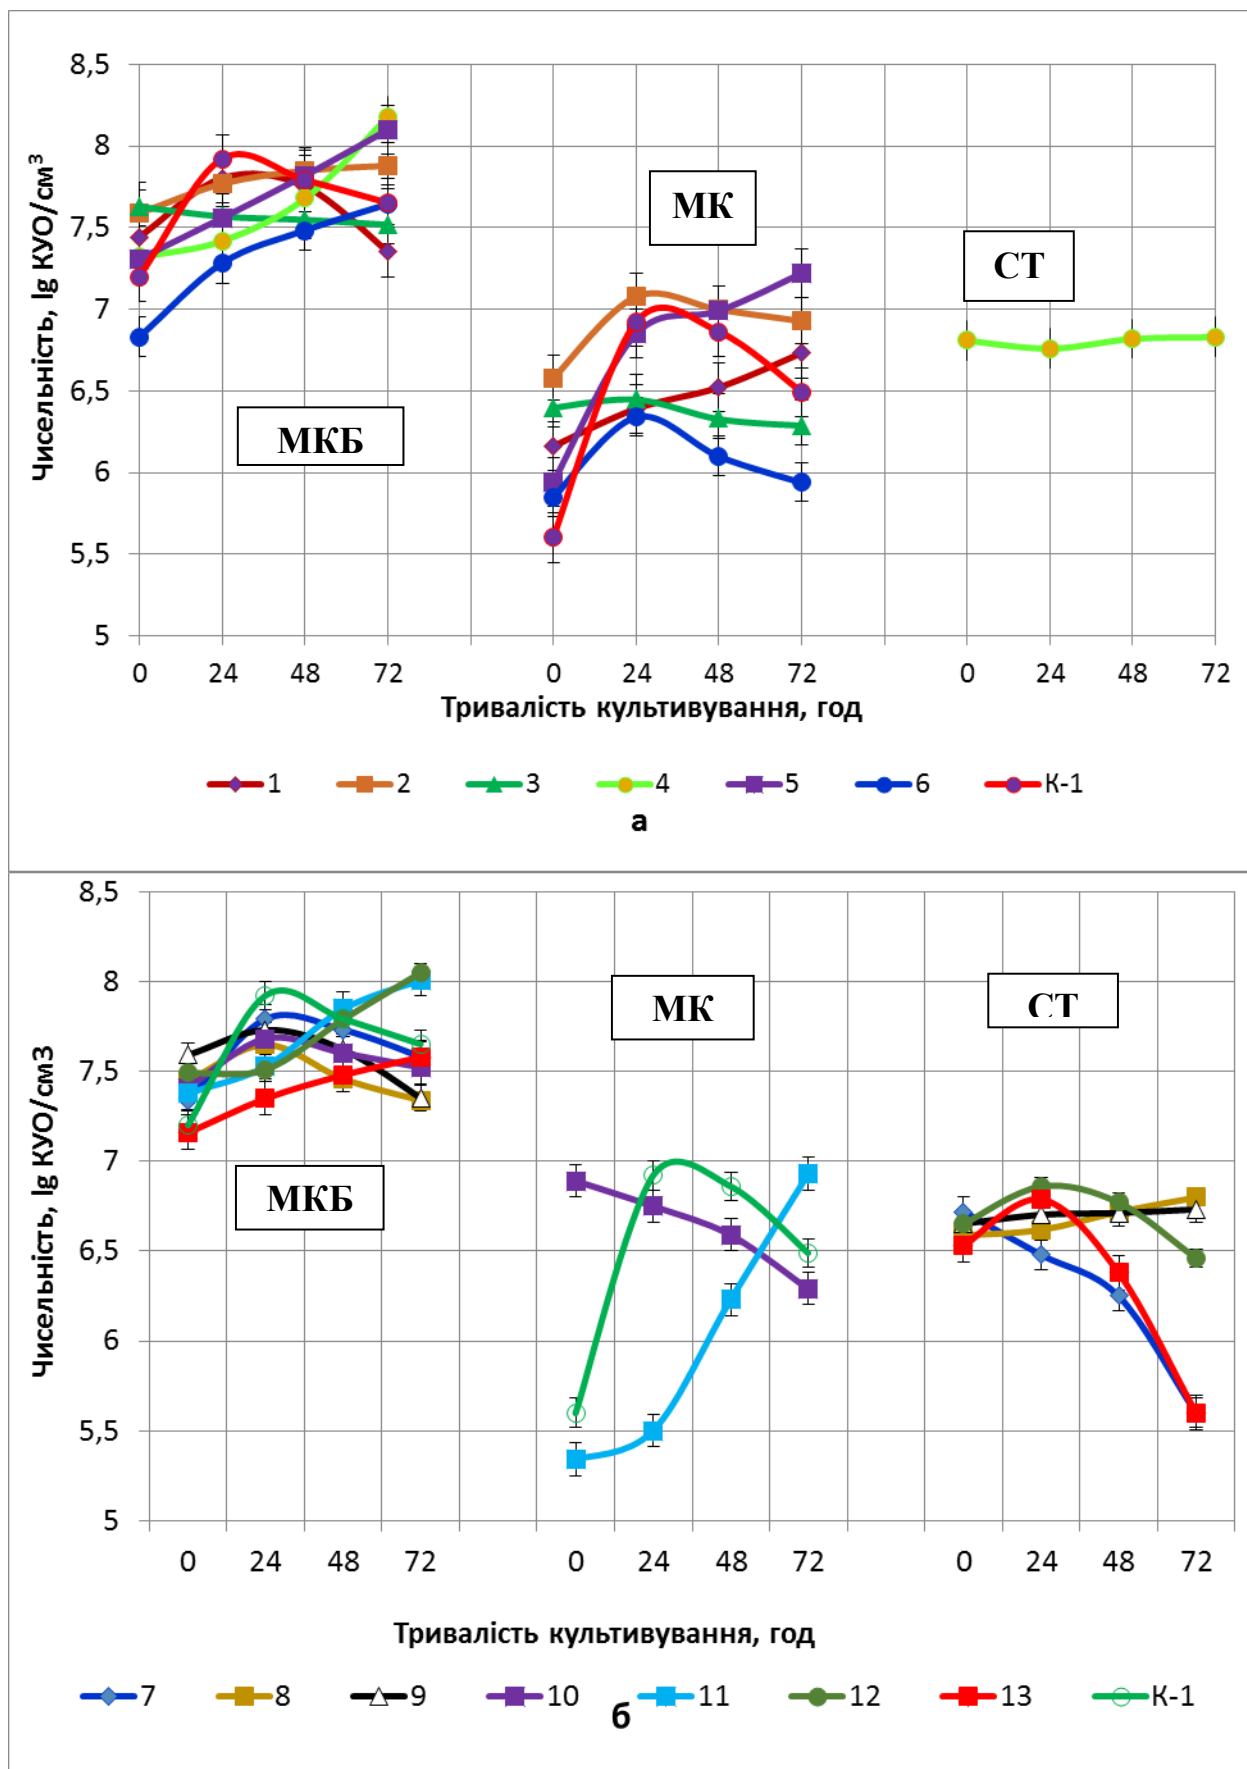 Чисельність, lg КУО/см³
8,5
8
7,5
7
6,5
6
5,5
5
МКБ
МК
СТ
0 24 48 72 0 24 48 72 0 24 48 72
Тривалість культивування, год
1 2 3 4 5 6 К-1
а
Чисельність, lg КУО/см3
8,5
8
7,5
7
6,5
6
5,5
5
МКБ
МК
СТ
0 24 48 72 0 24 48 72 0 24 48 72
Тривалість культивування, год
7 8 9 10 11 12 13 К-1
б